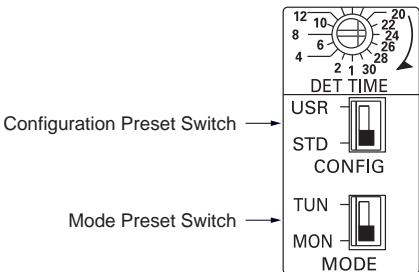 12
10
8
6
4
2
1
30
28
26
24
22
20
DET TIME
Configuration Preset Switch
USR
STD
CONFIG
Mode Preset Switch
TUN
MON
MODE